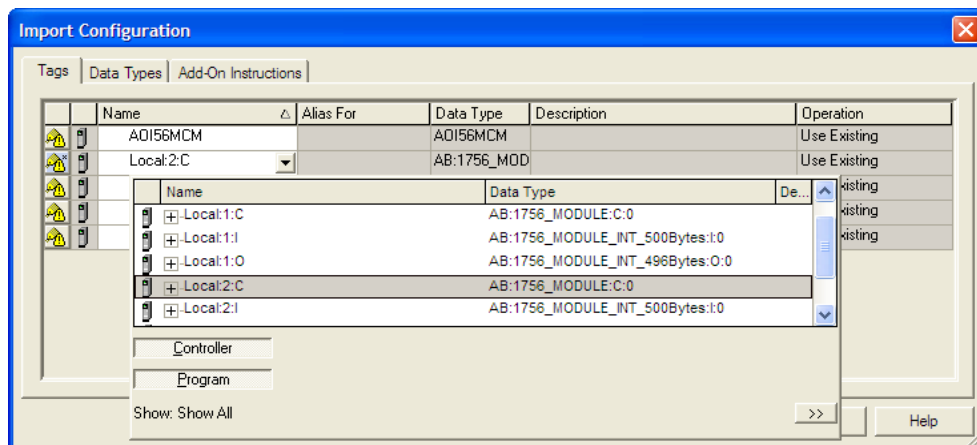 Import Configuration
Tags Data Types Add-On Instructions
Name Alias For Data Type Description Operation
AOI56MCM AOI56MCM Use Existing
Local:2:C AB:1756_MOD Use Existing
Name Data Type De...
Local:1:C AB:1756_MODULE:C:0
Local:1:I AB:1756_MODULE_INT_500Bytes:I:0
Local:1:O AB:1756_MODULE_INT_496Bytes:O:0
Local:2:C AB:1756_MODULE:C:0
Local:2:I AB:1756_MODULE_INT_500Bytes:I:0
Controller
Program
Show: Show All >>
Help